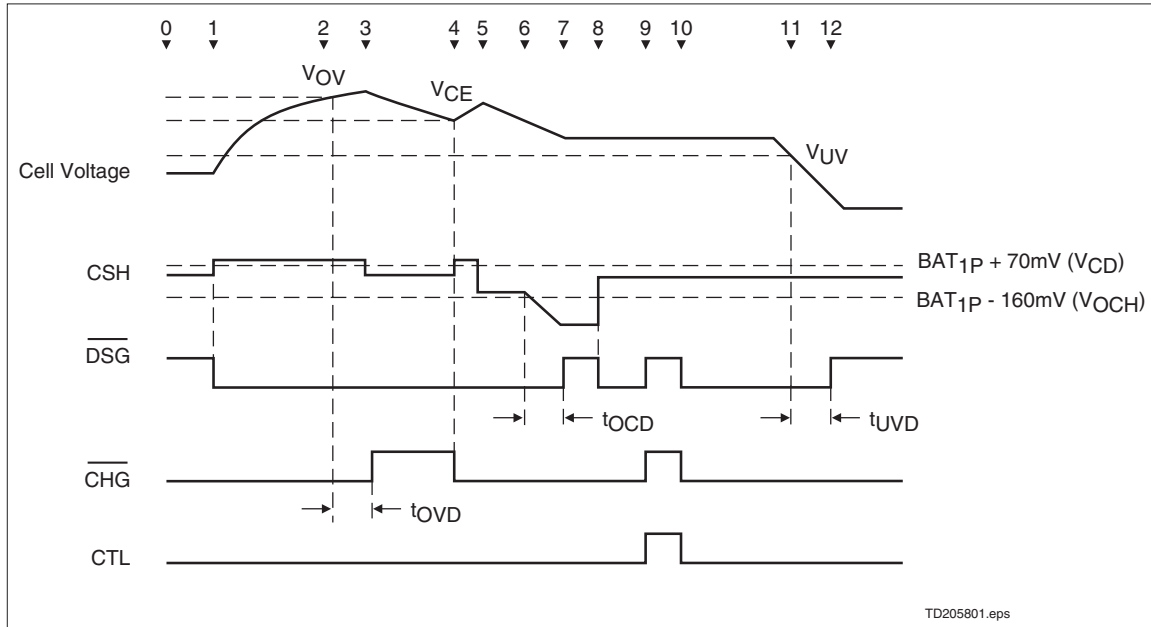 0 1 2 3 4 5 6 7 8 9 10 11 12
VOV
VCE
Cell Voltage
VUV
CSH
BAT1P + 70mV (VCD)
BAT1P - 160mV (VOCH)
DSG
tOCD
tUVD
CHG
tOVD
CTL
TD205801.eps